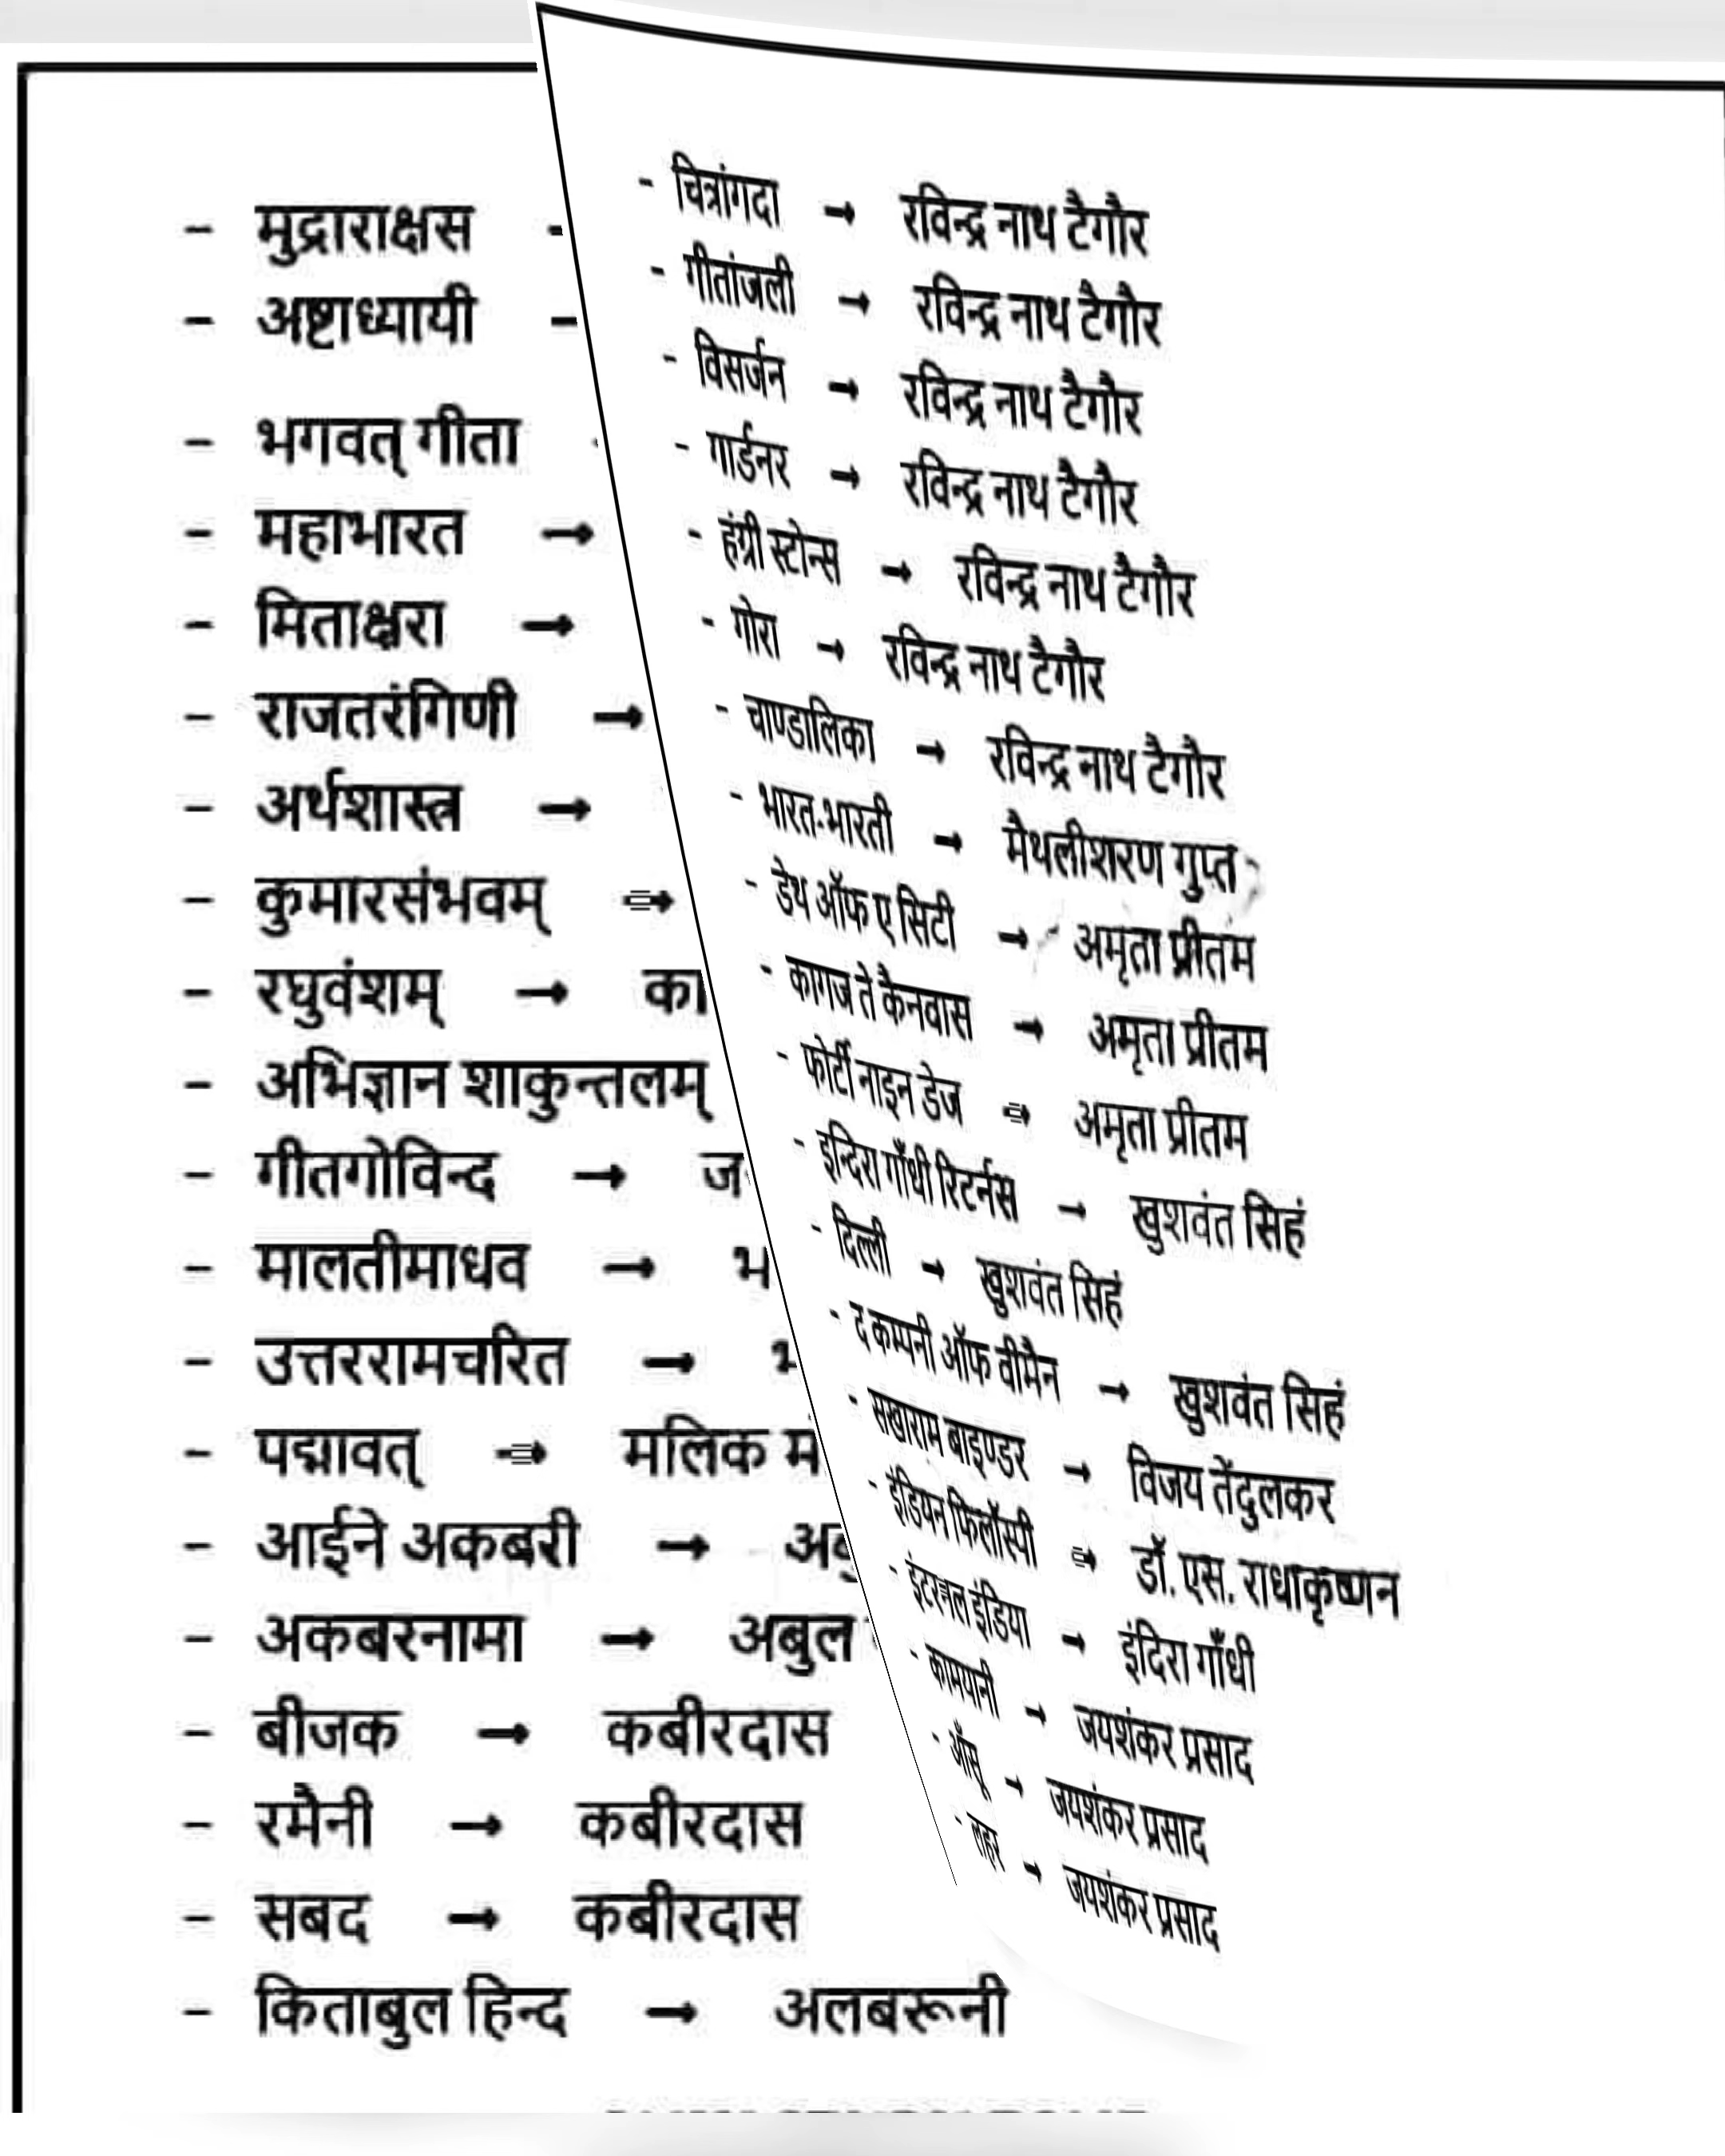 - मुद्राराक्षस -
- अष्टाध्यायी -
- भगवत् गीता
- महाभारत →
- मिताक्षरा →
- राजतरंगिणी →
- अर्थशास्त्र →
- कुमारसंभवम् →
- रघुवंशम् → का
- अभिज्ञान शाकुन्तलम्
- गीतगोविन्द → ज
- मालतीमाधव → भ
- उत्तररामचरित →
- पद्मावत् → मलिक
- आईने अकबरी →
- अकबरनामा → अबुल
- बीजक → कबीरदास
- रमैनी → कबीरदास
- सबद → कबीरदास
- किताबुल हिन्द → अलबरूनी
- चित्रांगदा → रविन्द्र नाथ टैगौर
- गीतांजली → रविन्द्र नाथ टैगौर
- विसर्जन → रविन्द्र नाथ टैगौर
- गार्डनर → रविन्द्र नाथ टैगौर
- हंग्री स्टोन्स → रविन्द्र नाथ टैगौर
- गोरा → रविन्द्र नाथ टैगौर
- चाण्डालिका → रविन्द्र नाथ टैगौर
- भारत-भारती → मैथलीशरण गुप्त
- डेथ ऑफ ए सिटी → अमृता प्रीतम
- कागज ते कैनवास → अमृता प्रीतम
- फोर्टी नाइन डेज → अमृता प्रीतम
- इन्दिरा गाँधी रिटर्नस → खुशवंत सिहं
- दिल्ली → खुशवंत सिहं
- द कम्पनी ऑफ वीमैन → खुशवंत सिहं
- सखाराम बाइण्डर → विजय तेंदुलकर
- इंडियन फिलॉस्पी → डॉ. एस. राधाकृष्णन
- इंटरनल इंडिया → इंदिरा गाँधी
- कामयानी → जयशंकर प्रसाद
- आँसू → जयशंकर प्रसाद
- लहर → जयशंकर प्रसाद